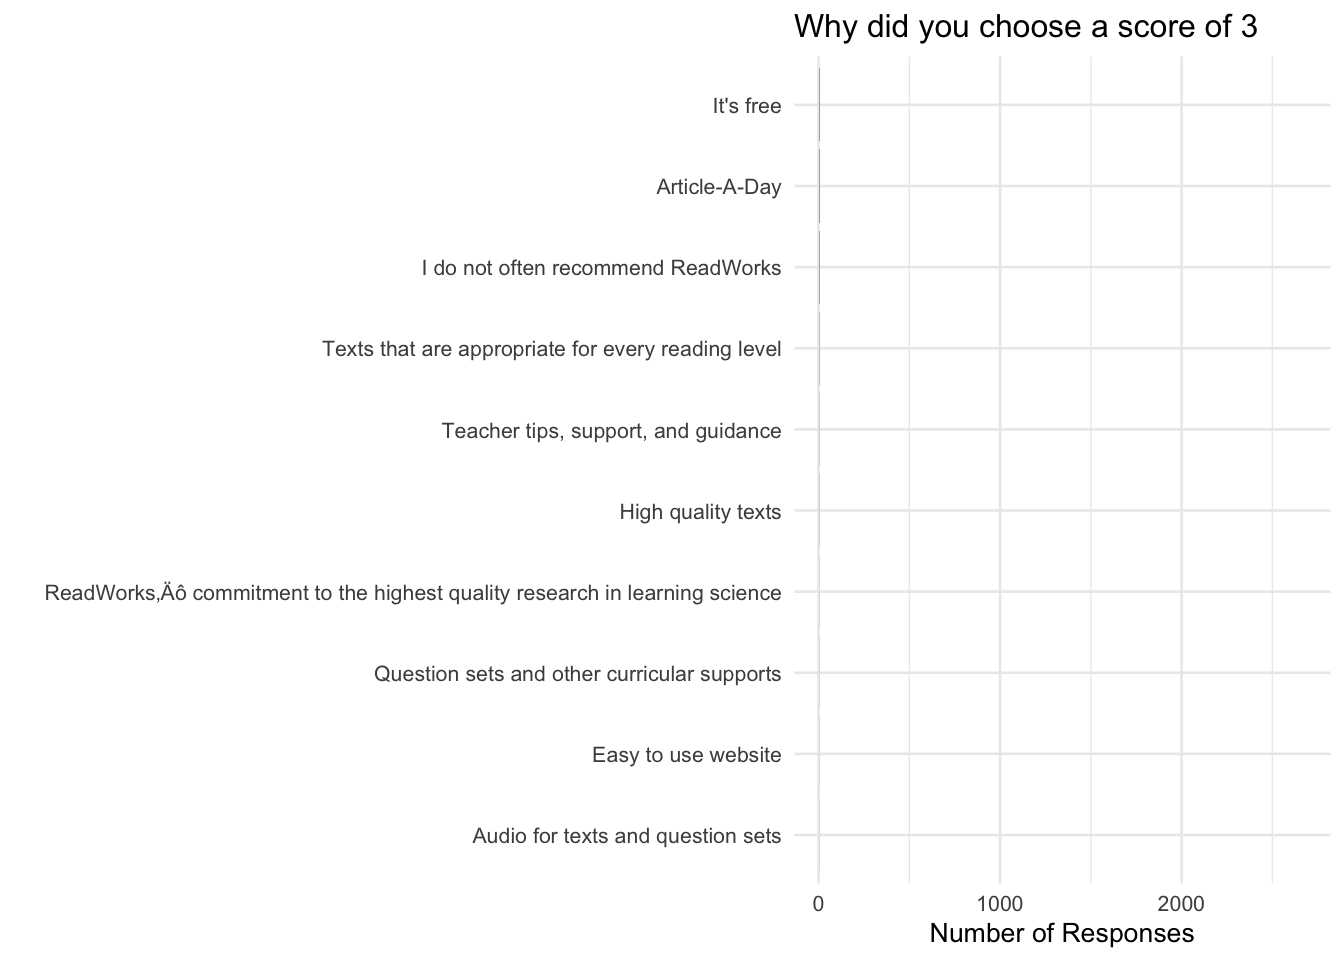 Why did you choose a score of 3
It's free
Article-A-Day
I do not often recommend ReadWorks
Texts that are appropriate for every reading level
Teacher tips, support, and guidance
High quality texts
ReadWorks‚Äô commitment to the highest quality research in learning science
Question sets and other curricular supports
Easy to use website
Audio for texts and question sets
0 1000 2000
Number of Responses